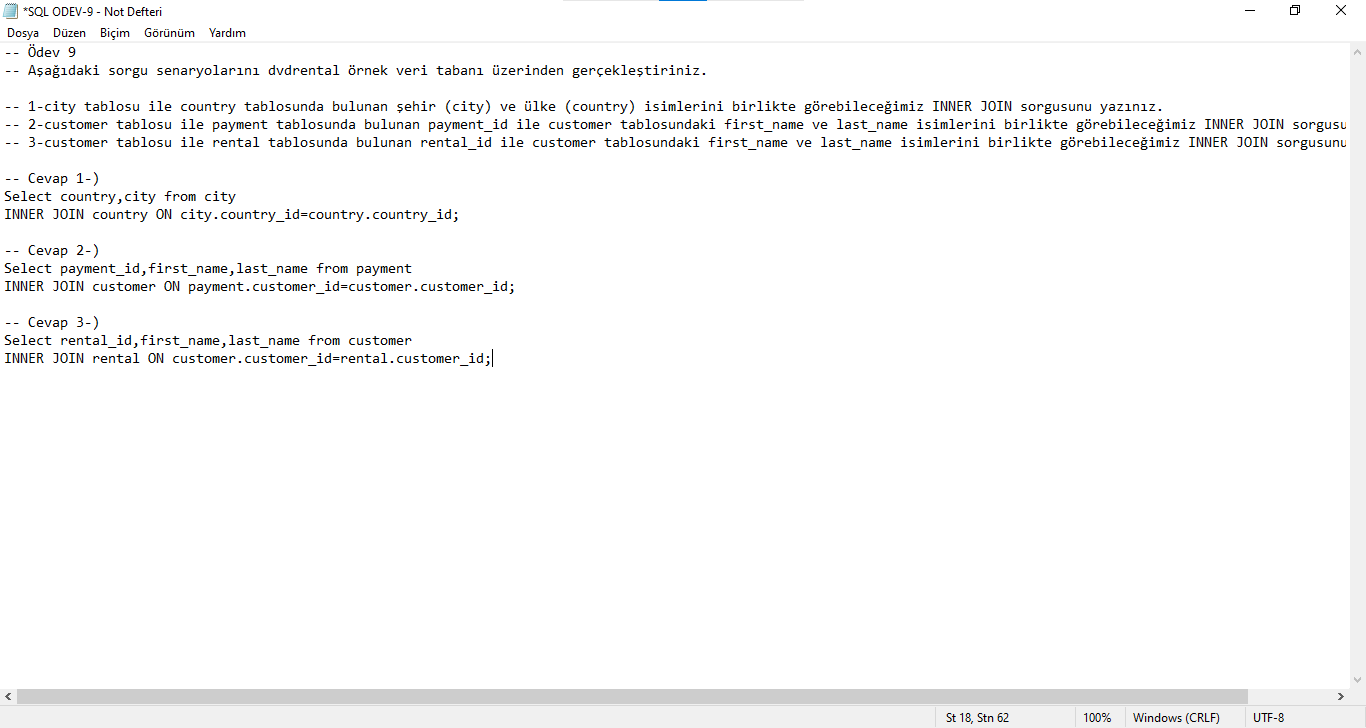 *SQL ODEV-9 - Not Defteri
Dosya Düzen Biçim Görünüm Yardım
-- Ödev 9
-- Aşağıdaki sorgu senaryolarını dvdrental örnek veri tabanı üzerinden gerçekleştiriniz.
-- 1-city tablosu ile country tablosunda bulunan şehir (city) ve ülke (country) isimlerini birlikte görebileceğimiz INNER JOIN sorgusunu yazınız.
-- 2-customer tablosu ile payment tablosunda bulunan payment_id ile customer tablosundaki first_name ve last_name isimlerini birlikte görebileceğimiz INNER JOIN sorgusu
-- 3-customer tablosu ile rental tablosunda bulunan rental_id ile customer tablosundaki first_name ve last_name isimlerini birlikte görebileceğimiz INNER JOIN sorgusunu
-- Cevap 1-)
Select country,city from city
INNER JOIN country ON city.country_id=country.country_id;
-- Cevap 2-)
Select payment_id,first_name,last_name from payment
INNER JOIN customer ON payment.customer_id=customer.customer_id;
-- Cevap 3-)
Select rental_id,first_name,last_name from customer
INNER JOIN rental ON customer.customer_id=rental.customer_id;
St 18, Stn 62 100% Windows (CRLF) UTF-8